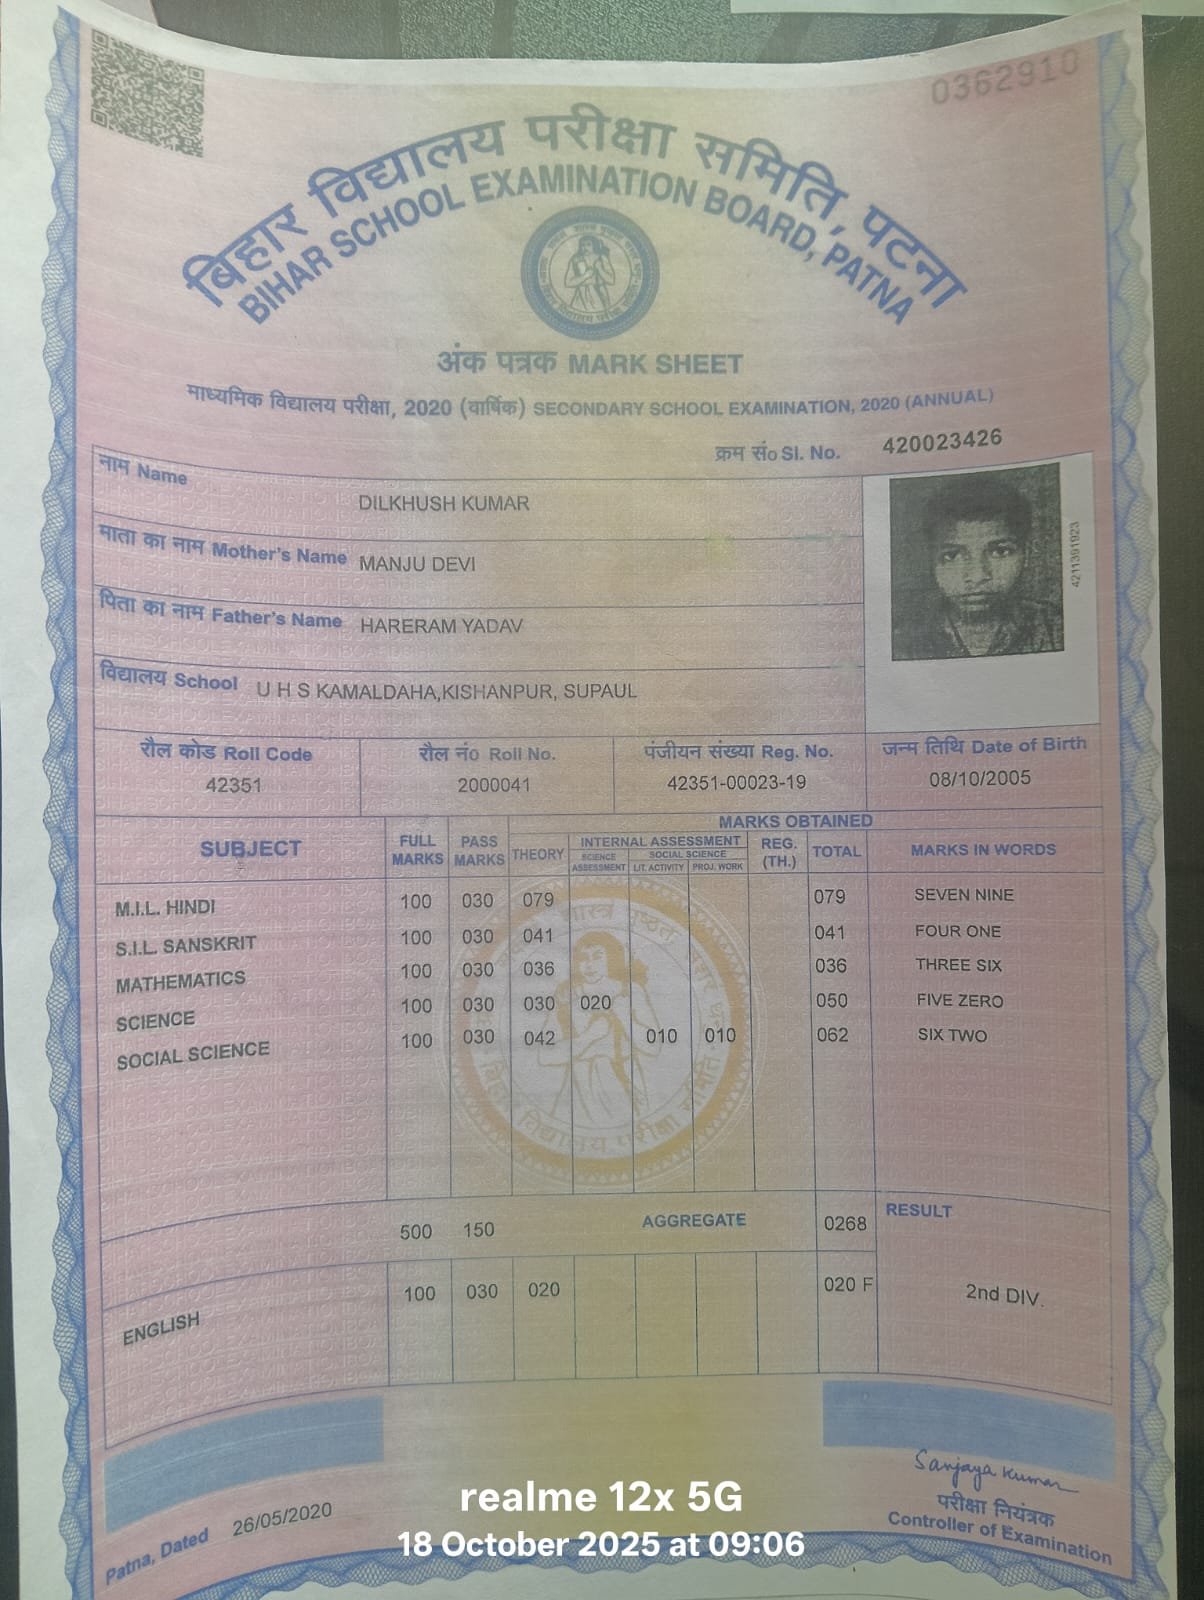 0362910
बिहार विद्यालय परीक्षा समिति, पटना
BIHAR SCHOOL EXAMINATION BOARD, PATNA
अंक पत्रक MARK SHEET
माध्यमिक विद्यालय परीक्षा, 2020 (वार्षिक) SECONDARY SCHOOL EXAMINATION, 2020 (ANNUAL)
क्रम सं० Sl. No. 420023426
नाम Name DILKHUSH KUMAR
माता का नाम Mother's Name MANJU DEVI
पिता का नाम Father's Name HARERAM YADAV
विद्यालय School U H S KAMALDAHA,KISHANPUR, SUPAUL
4211391923
रौल कोड Roll Code रौल नं० Roll No. पंजीयन संख्या Reg. No. जन्म तिथि Date of Birth
42351 2000041 42351-00023-19 08/10/2005
MARKS OBTAINED
SUBJECT FULL MARKS PASS MARKS THEORY INTERNAL ASSESSMENT REG. (TH.) TOTAL MARKS IN WORDS
SCIENCE ASSESSMENT SOCIAL SCIENCE
LIT. ACTIVITY PROJ. WORK
M.I.L. HINDI 100 030 079 079 SEVEN NINE
S.I.L. SANSKRIT 100 030 041 041 FOUR ONE
MATHEMATICS 100 030 036 036 THREE SIX
SCIENCE 100 030 030 020 050 FIVE ZERO
SOCIAL SCIENCE 100 030 042 010 010 062 SIX TWO
बिहार विद्यालय परीक्षा समिति
500 150 AGGREGATE 0268 RESULT
ENGLISH 100 030 020 020 F 2nd DIV.
Sanjaya Kumar
परीक्षा नियंत्रक
Controller of Examination
Patna, Dated 26/05/2020
realme 12x 5G
18 October 2025 at 09:06